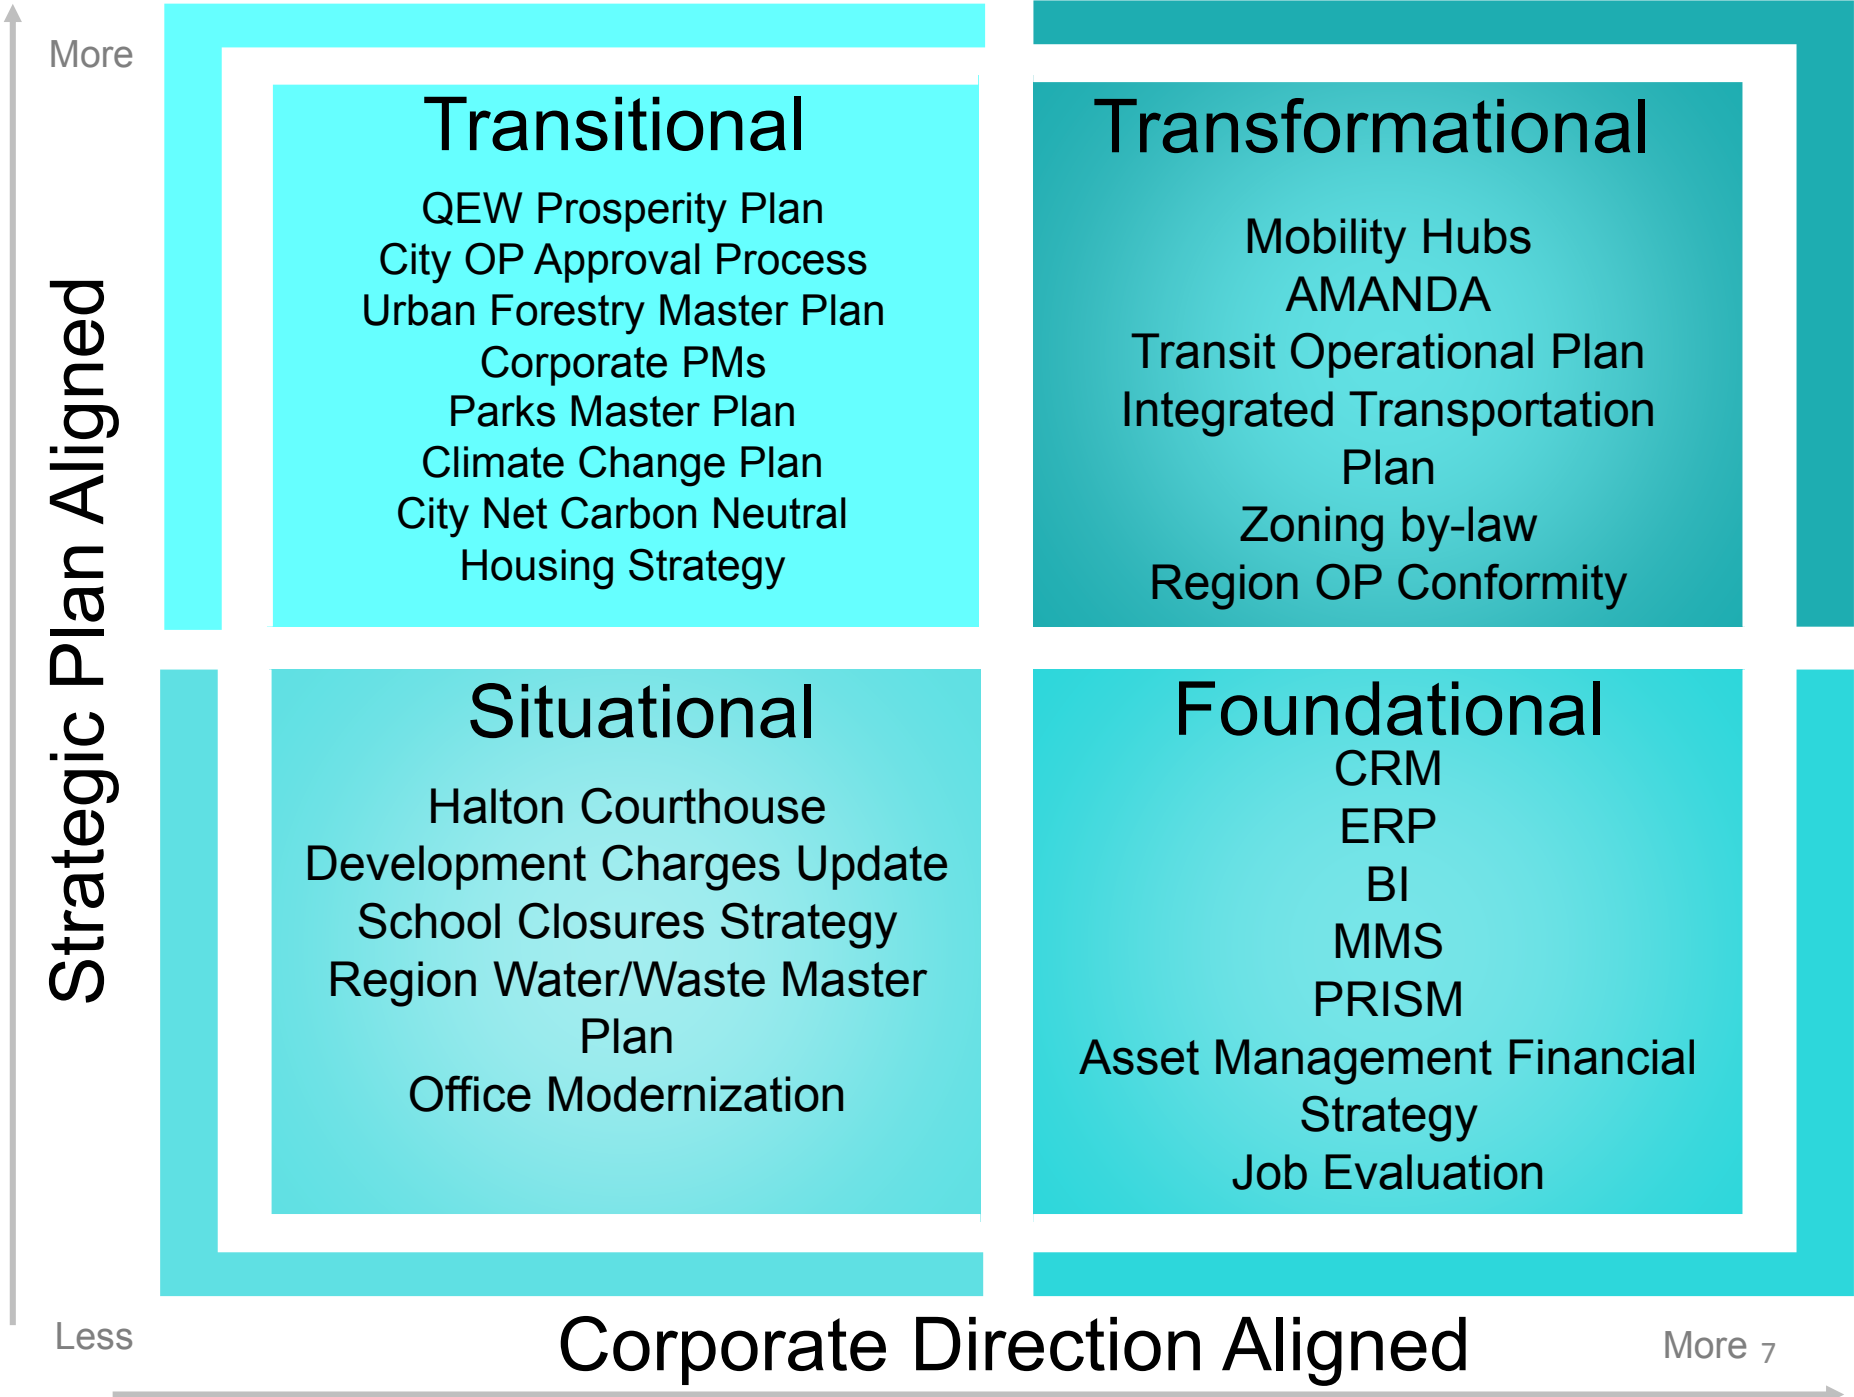 More
Strategic Plan Aligned
Less
Transitional
QEW Prosperity Plan
City OP Approval Process
Urban Forestry Master Plan
Corporate PMs
Parks Master Plan
Climate Change Plan
City Net Carbon Neutral
Housing Strategy
Transformational
Mobility Hubs
AMANDA
Transit Operational Plan
Integrated Transportation
Plan
Zoning by-law
Region OP Conformity
Situational
Halton Courthouse
Development Charges Update
School Closures Strategy
Region Water/Waste Master
Plan
Office Modernization
Foundational
CRM
ERP
BI
MMS
PRISM
Asset Management Financial
Strategy
Job Evaluation
Corporate Direction Aligned
More
7